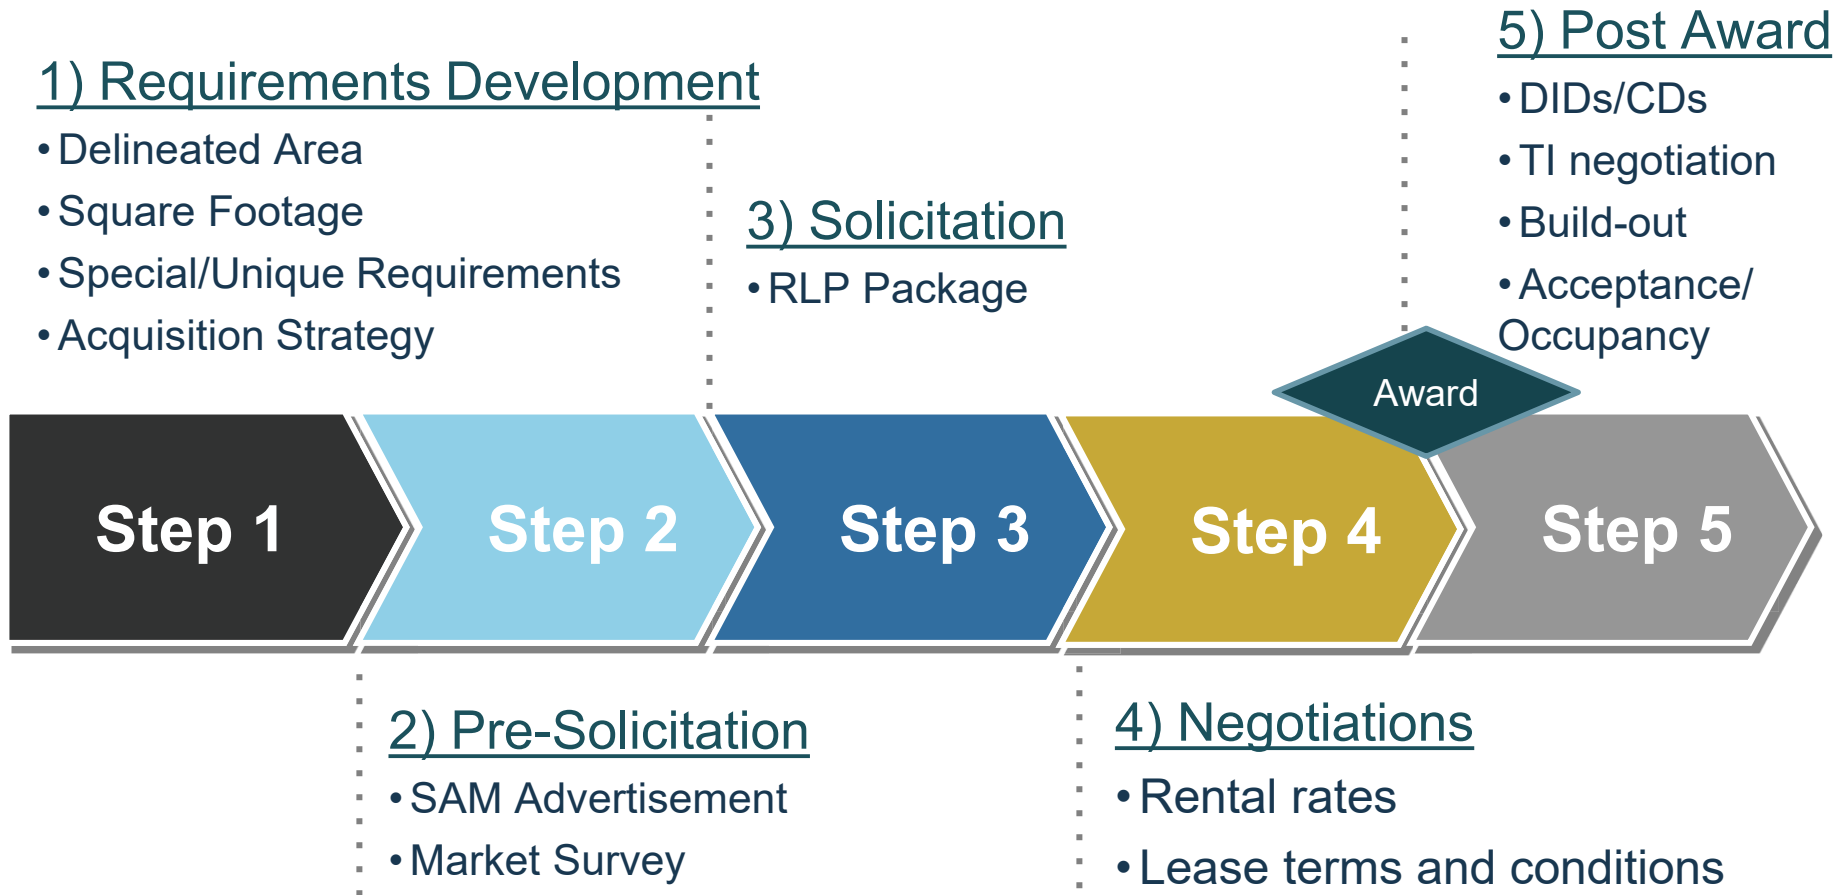 1) Requirements Development
• Delineated Area
• Square Footage
• Special/Unique Requirements
• Acquisition Strategy
3) Solicitation
• RLP Package
5) Post Award
• DIDs/CDs
• TI negotiation
• Build-out
• Acceptance/
Occupancy
Award
Step 1
Step 2
Step 3
Step 4
Step 5
2) Pre-Solicitation
• SAM Advertisement
• Market Survey
4) Negotiations
• Rental rates
• Lease terms and conditions